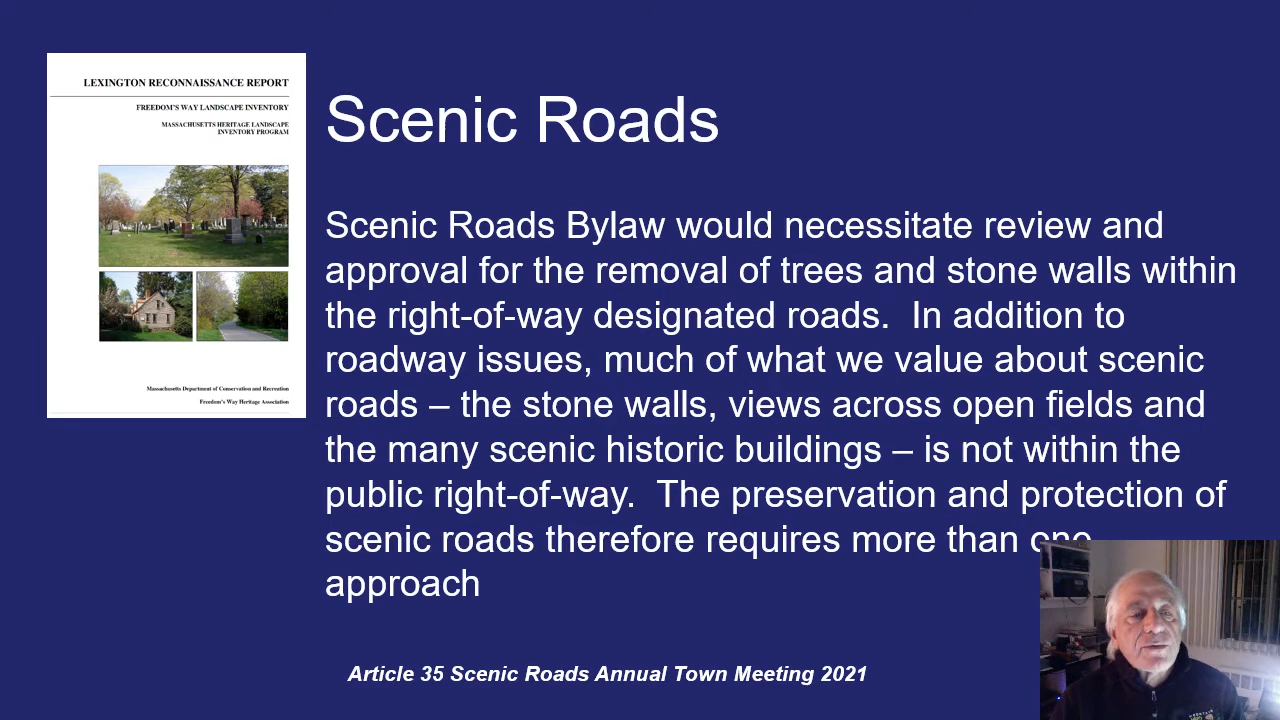 LEXINGTON RECONNAISSANCE REPORT
FREEDOM'S WAY LANDSCAPE INVENTORY
MASSACHUSETTS HERITAGE LANDSCAPE
INVENTORY PROGRAM
Massachusetts Department of Conservation and Recreation
Freedom's Way Heritage Association
Scenic Roads
Scenic Roads Bylaw would necessitate review and
approval for the removal of trees and stone walls within
the right-of-way designated roads.  In addition to
roadway issues, much of what we value about scenic
roads – the stone walls, views across open fields and
the many scenic historic buildings – is not within the
public right-of-way.  The preservation and protection of
scenic roads therefore requires more than one
approach
Article 35 Scenic Roads Annual Town Meeting 2021